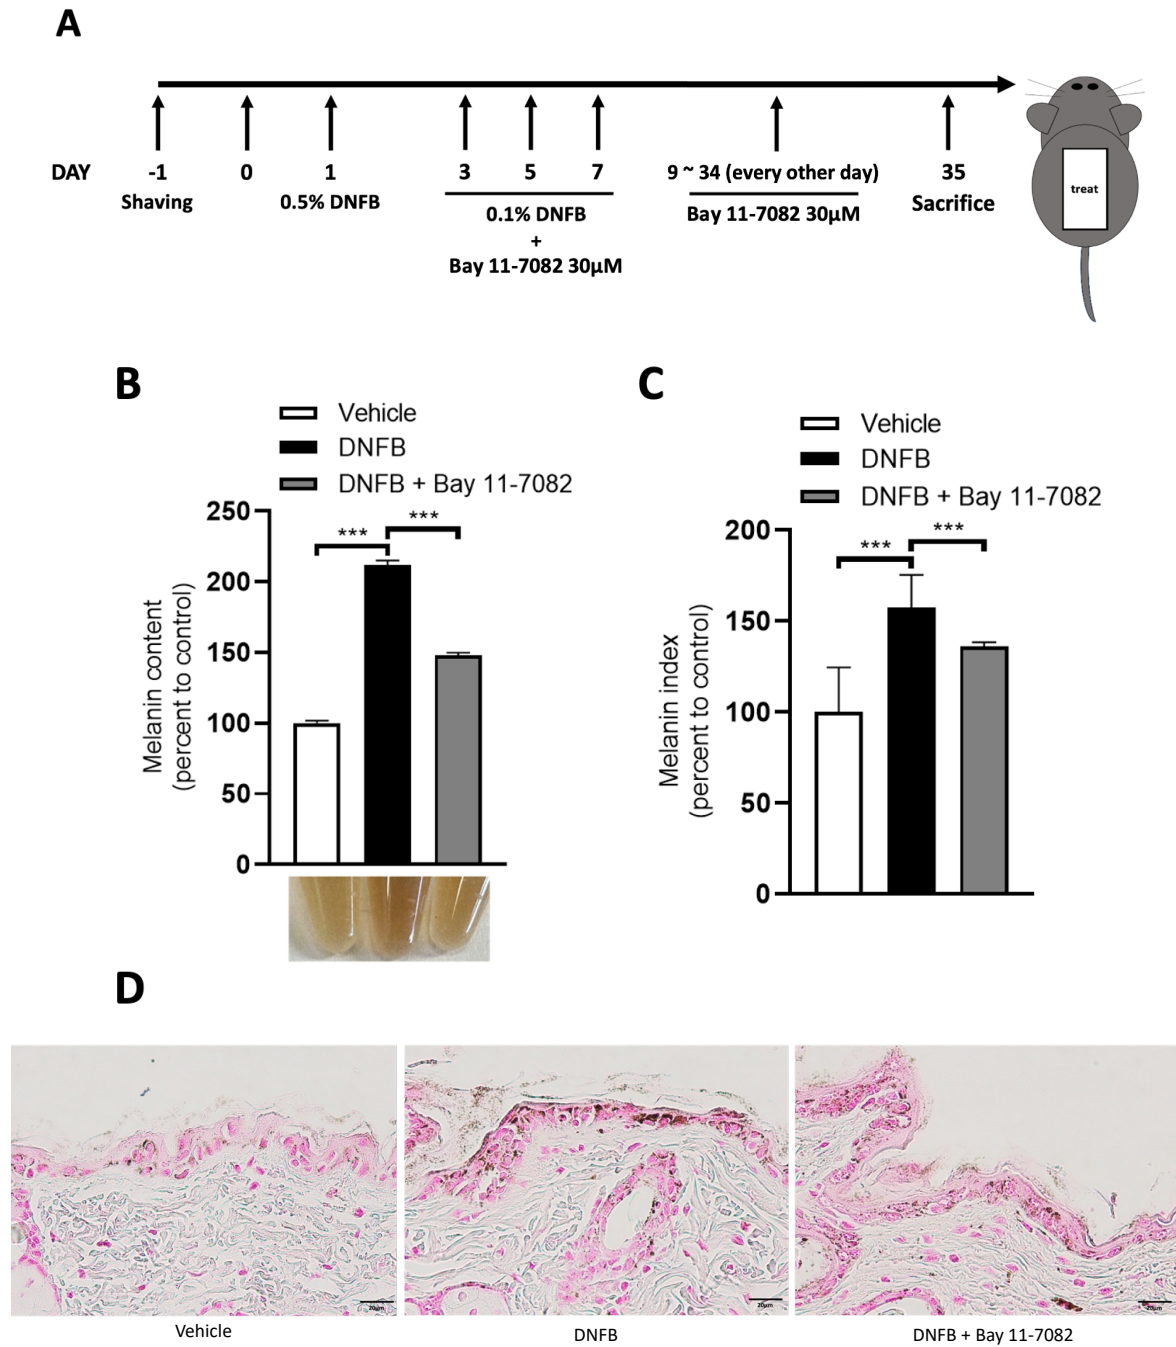 A
DAY
-1
0
1
3
5
7
9 ~ 34 (every other day)
35
Shaving
0.5% DNFB
0.1% DNFB
+
Bay 11-7082 30μM
Bay 11-7082 30μM
Sacrifice
treat
B
Vehicle
DNFB
DNFB + Bay 11-7082
***
***
250
200
150
100
50
0
Melanin content
(percent to control)
C
Vehicle
DNFB
DNFB + Bay 11-7082
***
***
200
150
100
50
0
Melanin index
(percent to control)
D
20μm
20μm
20μm
Vehicle
DNFB
DNFB + Bay 11-7082